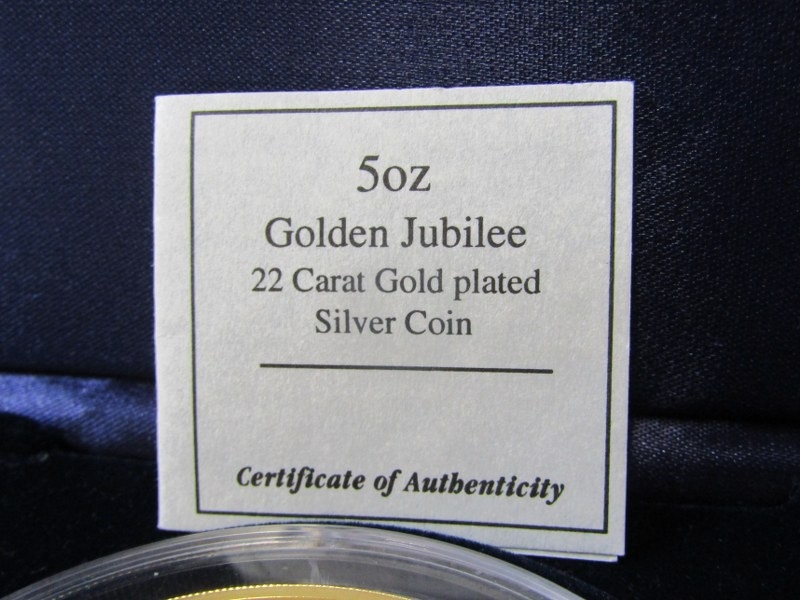 5oz
Golden Jubilee
22 Carat Gold plated
Silver Coin
Certificate of Authenticity